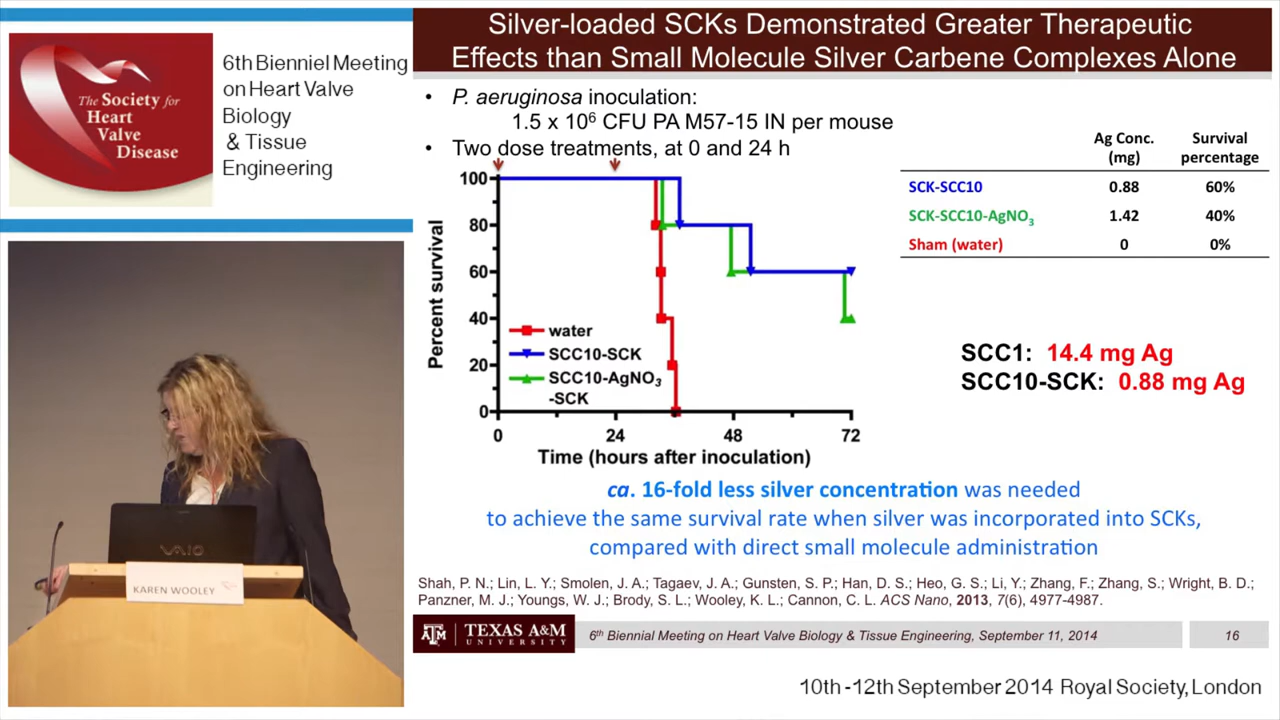 6th Bienniel Meeting
on Heart Valve
Biology
& Tissue
Engineering
The Society for
Heart
Valve
Disease
Silver-loaded SCKs Demonstrated Greater Therapeutic
Effects than Small Molecule Silver Carbene Complexes Alone
• P. aeruginosa inoculation:
1.5 x 10⁶ CFU PA M57-15 IN per mouse
• Two dose treatments, at 0 and 24 h
Percent survival
100
80
60
40
20
0
water
SCC10-SCK
SCC10-AgNO₃
-SCK
0 24 48 72
Time (hours after inoculation)
Ag Conc. (mg) Survival percentage
SCK-SCC10 0.88 60%
SCK-SCC10-AgNO₃ 1.42 40%
Sham (water) 0 0%
SCC1: 14.4 mg Ag
SCC10-SCK: 0.88 mg Ag
ca. 16-fold less silver concentration was needed
to achieve the same survival rate when silver was incorporated into SCKs,
compared with direct small molecule administration
Shah, P. N.; Lin, L. Y.; Smolen, J. A.; Tagaev, J. A.; Gunsten, S. P.; Han, D. S.; Heo, G. S.; Li, Y.; Zhang, F.; Zhang, S.; Wright, B. D.;
Panzner, M. J.; Youngs, W. J.; Brody, S. L.; Wooley, K. L.; Cannon, C. L. ACS Nano, 2013, 7(6), 4977-4987.
ATM TEXAS A&M
UNIVERSITY
6th Biennial Meeting on Heart Valve Biology & Tissue Engineering, September 11, 2014
16
VAIO
KAREN WOOLEY
10th -12th September 2014 Royal Society, London